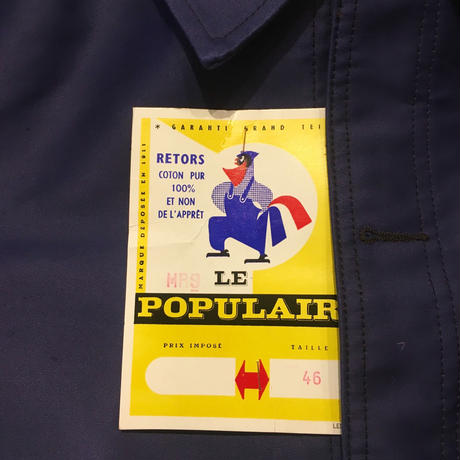 * GARANTI GRAND TEI
MARQUE DÉPOSÉE EN 1911
RETORS
COTON PUR
100%
ET NON
DE L'APPRÊT
MR9
LE
POPULAIR
PRIX IMPOSÉ
TAILLE
46